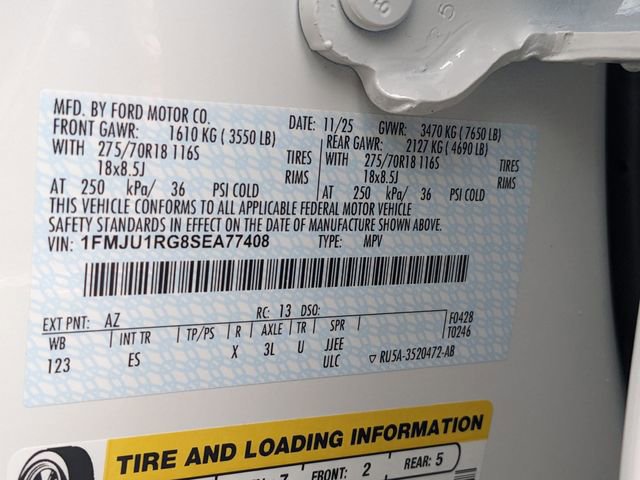 MFD. BY FORD MOTOR CO.
DATE: 11/25 GVWR: 3470 KG ( 7650 LB)
FRONT GAWR: 1610 KG ( 3550 LB) REAR GAWR: 2127 KG ( 4690 LB)
WITH 275/70R18 116S TIRES WITH 275/70R18 116S TIRES
18x8.5J RIMS 18x8.5J RIMS
AT 250 kPa/ 36 PSI COLD AT 250 kPa/ 36 PSI COLD
THIS VEHICLE CONFORMS TO ALL APPLICABLE FEDERAL MOTOR VEHICLE
SAFETY STANDARDS IN EFFECT ON THE DATE OF MANUFACTURE SHOWN ABOVE.
VIN: 1FMJU1RG8SEA77408 TYPE: MPV
EXT PNT: AZ RC: 13 DSO: F0428
WB INT TR TP/PS R AXLE TR SPR T0246
123 ES X 3L U JJEE
ULC ▽ RU5A-3520472-AB
TIRE AND LOADING INFORMATION
7 FRONT: 2 REAR: 5